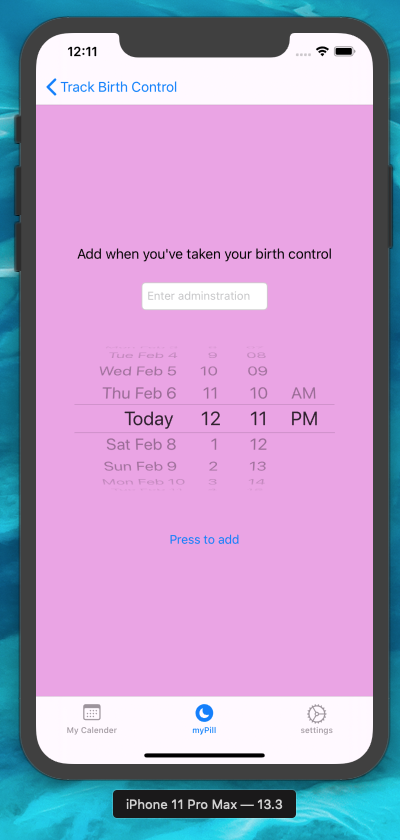 12:11
Track Birth Control
Add when you've taken your birth control
Enter adminstration
Tue Feb 4 9 08
Wed Feb 5 10 09
Thu Feb 6 11 10 AM
Today 12 11 PM
Sat Feb 8 1 12
Sun Feb 9 2 13
Mon Feb 10 3 14
Press to add
My Calender myPill settings
iPhone 11 Pro Max — 13.3